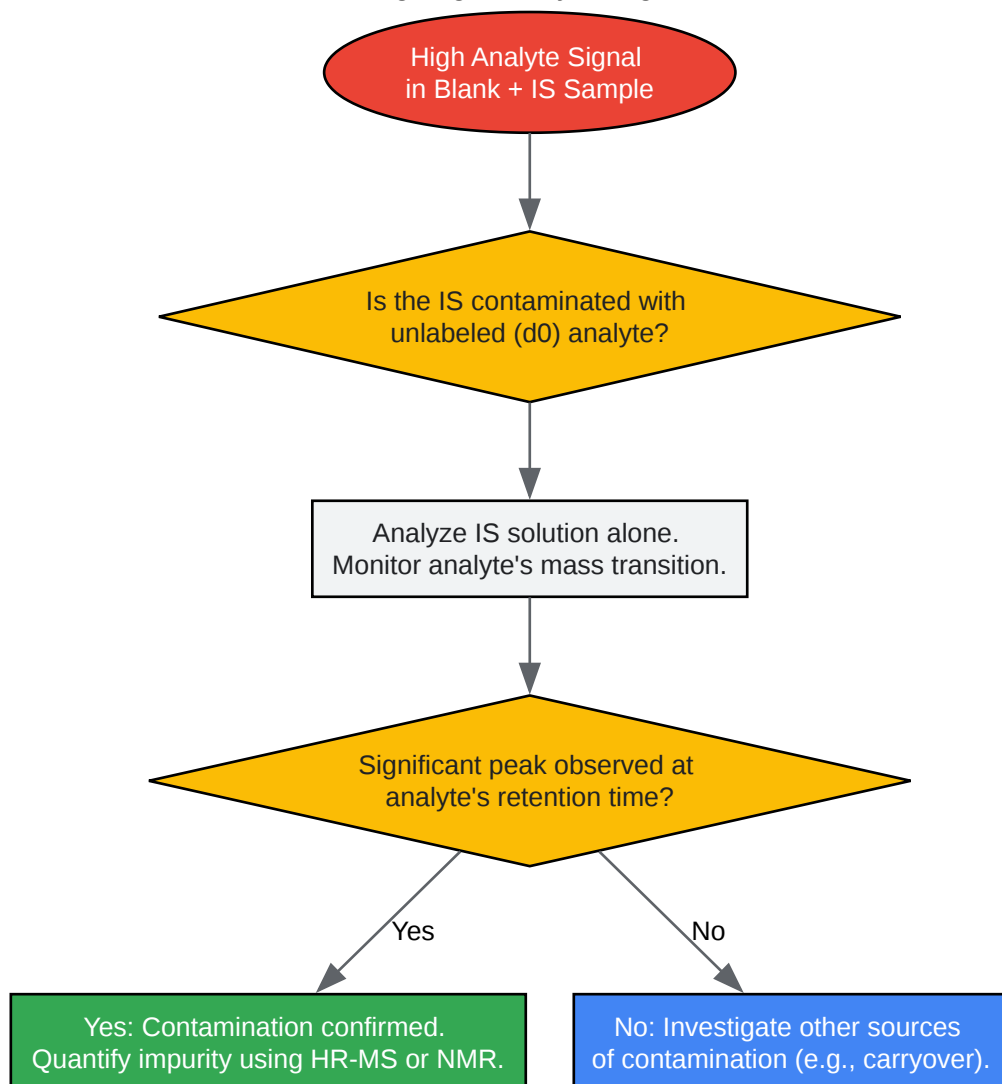 High Analyte Signal
in Blank + IS Sample
Is the IS contaminated with
unlabeled (d0) analyte?
Analyze IS solution alone.
Monitor analyte's mass transition.
Significant peak observed at
analyte's retention time?
Yes
No
Yes: Contamination confirmed.
Quantify impurity using HR-MS or NMR.
No: Investigate other sources
of contamination (e.g., carryover).